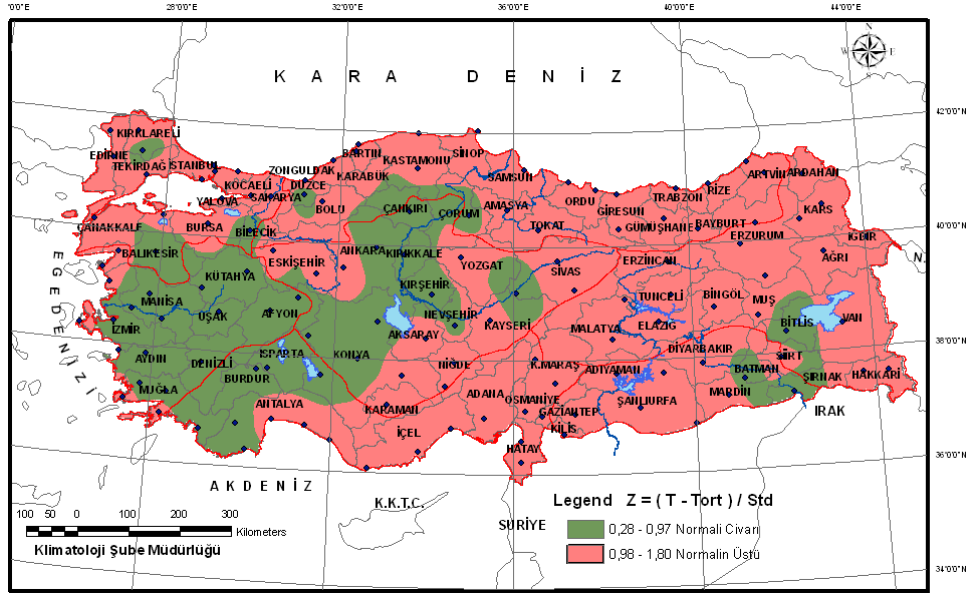 0°0'E 28°0'0"E 32°0'0"E 36°0'0"E 40°0'0"E 44°0'0"E
N
W E
S
KARA DENİZ
42°0'0"N
KIRKLARELİ
EDİRNE
TEKİRDAĞ
İSTANBUL
KOCAELİ
YALOVA
SAKARYA
DÜZCE
ZONGULDAK
BARTIN
KARABÜK
KASTAMONU
SİNOP
SAMSUN
ORDU
GİRESUN
TRABZON
RİZE
ARTVİN
ARDAHAN
KARS
ÇANAKKALE
BURSA
BİLECİK
BOLU
ÇANKIRI
ÇORUM
AMASYA
TOKAT
GÜMÜŞHANE
BAYBURT
ERZURUM
IĞDIR
40°0'0"N
BALIKESİR
KÜTAHYA
ESKİŞEHİR
ANKARA
KIRIKKALE
YOZGAT
SİVAS
ERZİNCAN
AĞRI
N
EGE DENİZİ
MANİSA
UŞAK
AFYON
KIRŞEHİR
NEVŞEHİR
KAYSERİ
MALATYA
TUNCELİ
ELAZIĞ
BİNGÖL
MUŞ
BİTLİS
VAN
İZMİR
AYDIN
DENİZLİ
ISPARTA
BURDUR
KONYA
AKSARAY
NİĞDE
K.MARAŞ
ADIYAMAN
DİYARBAKIR
BATMAN
SİİRT
ŞIRNAK
HAKKARİ
38°0'0"N
MUĞLA
ANTALYA
KARAMAN
İÇEL
ADANA
OSMANİYE
GAZİANTEP
KİLİS
ŞANLIURFA
MARDİN
HATAY
IRAK
36°0'0"N
AKDENİZ
K.K.T.C.
SURİYE
Legend Z = ( T - Tort ) / Std
0,28 - 0,97 Normali Civarı
0,98 - 1,80 Normalin Üstü
100 50 0 100 200 300
Kilometers
Klimatoloji Şube Müdürlüğü
34°0'0"N